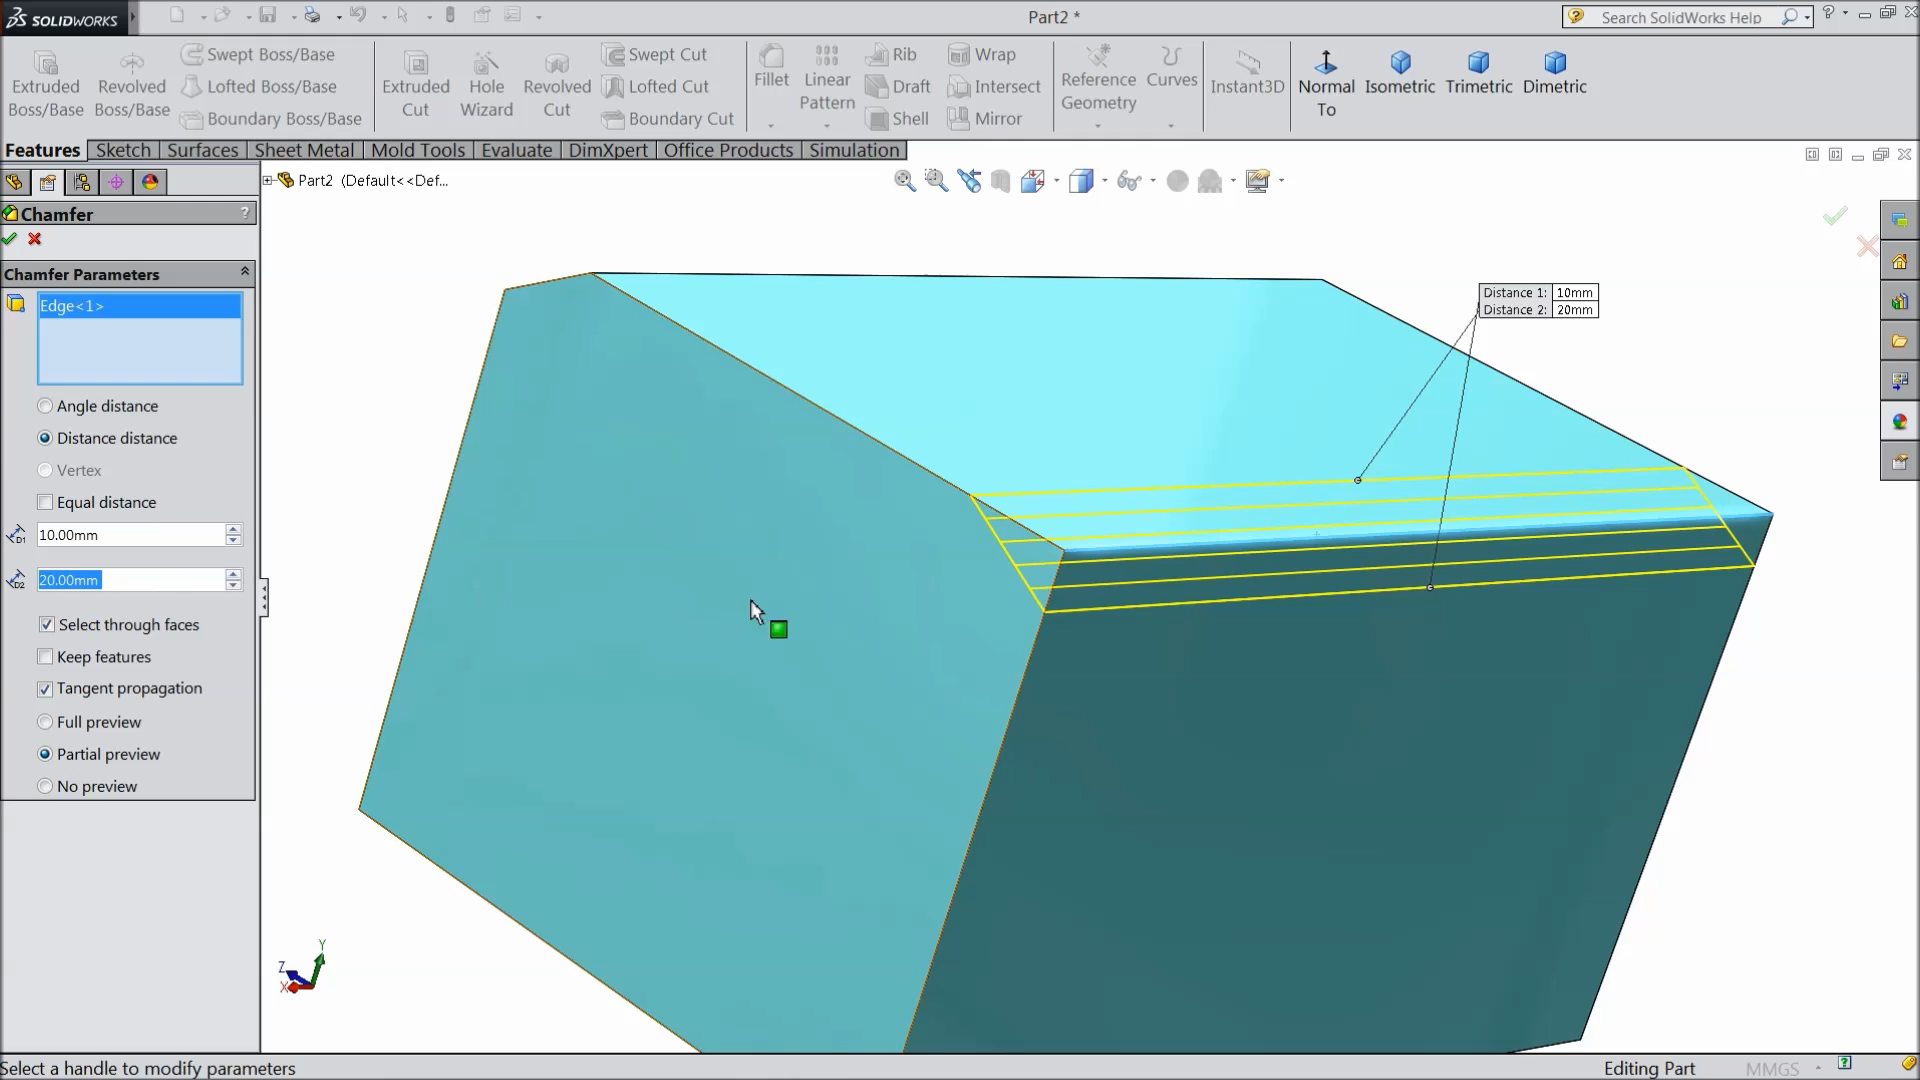 SOLIDWORKS
Part2 *
Search SolidWorks Help
Extruded Boss/Base
Revolved Boss/Base
Swept Boss/Base
Lofted Boss/Base
Boundary Boss/Base
Extruded Cut
Hole Wizard
Revolved Cut
Swept Cut
Lofted Cut
Boundary Cut
Fillet
Linear Pattern
Rib
Draft
Shell
Wrap
Intersect
Mirror
Reference Geometry
Curves
Instant3D
Normal To
Isometric
Trimetric
Dimetric
Features
Sketch
Surfaces
Sheet Metal
Mold Tools
Evaluate
DimXpert
Office Products
Simulation
Part2 (Default<<Def...
Chamfer
?
Chamfer Parameters
Edge<1>
Angle distance
Distance distance
Vertex
Equal distance
D1
10.00mm
D2
20.00mm
Select through faces
Keep features
Tangent propagation
Full preview
Partial preview
No preview
Distance 1: 10mm
Distance 2: 20mm
Y
Z
X
Select a handle to modify parameters
Editing Part
MMGS